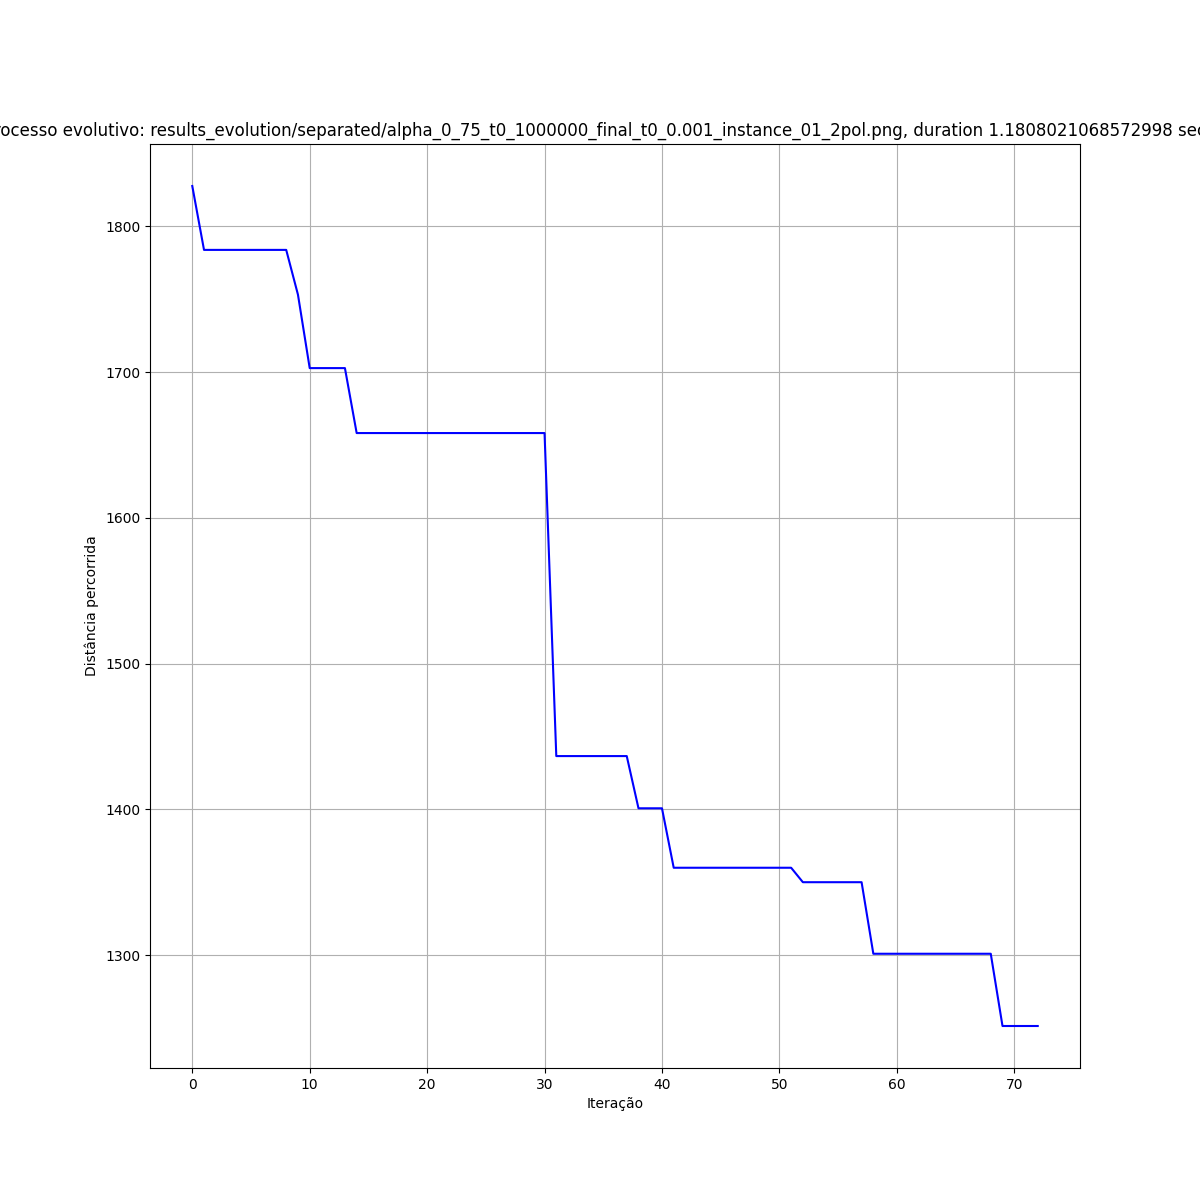 ocesso evolutivo: results_evolution/separated/alpha_0_75_t0_1000000_final_t0_0.001_instance_01_2pol.png, duration 1.1808021068572998 sec
1800
1700
1600
1500
1400
1300
Distância percorrida
0 10 20 30 40 50 60 70
Iteração